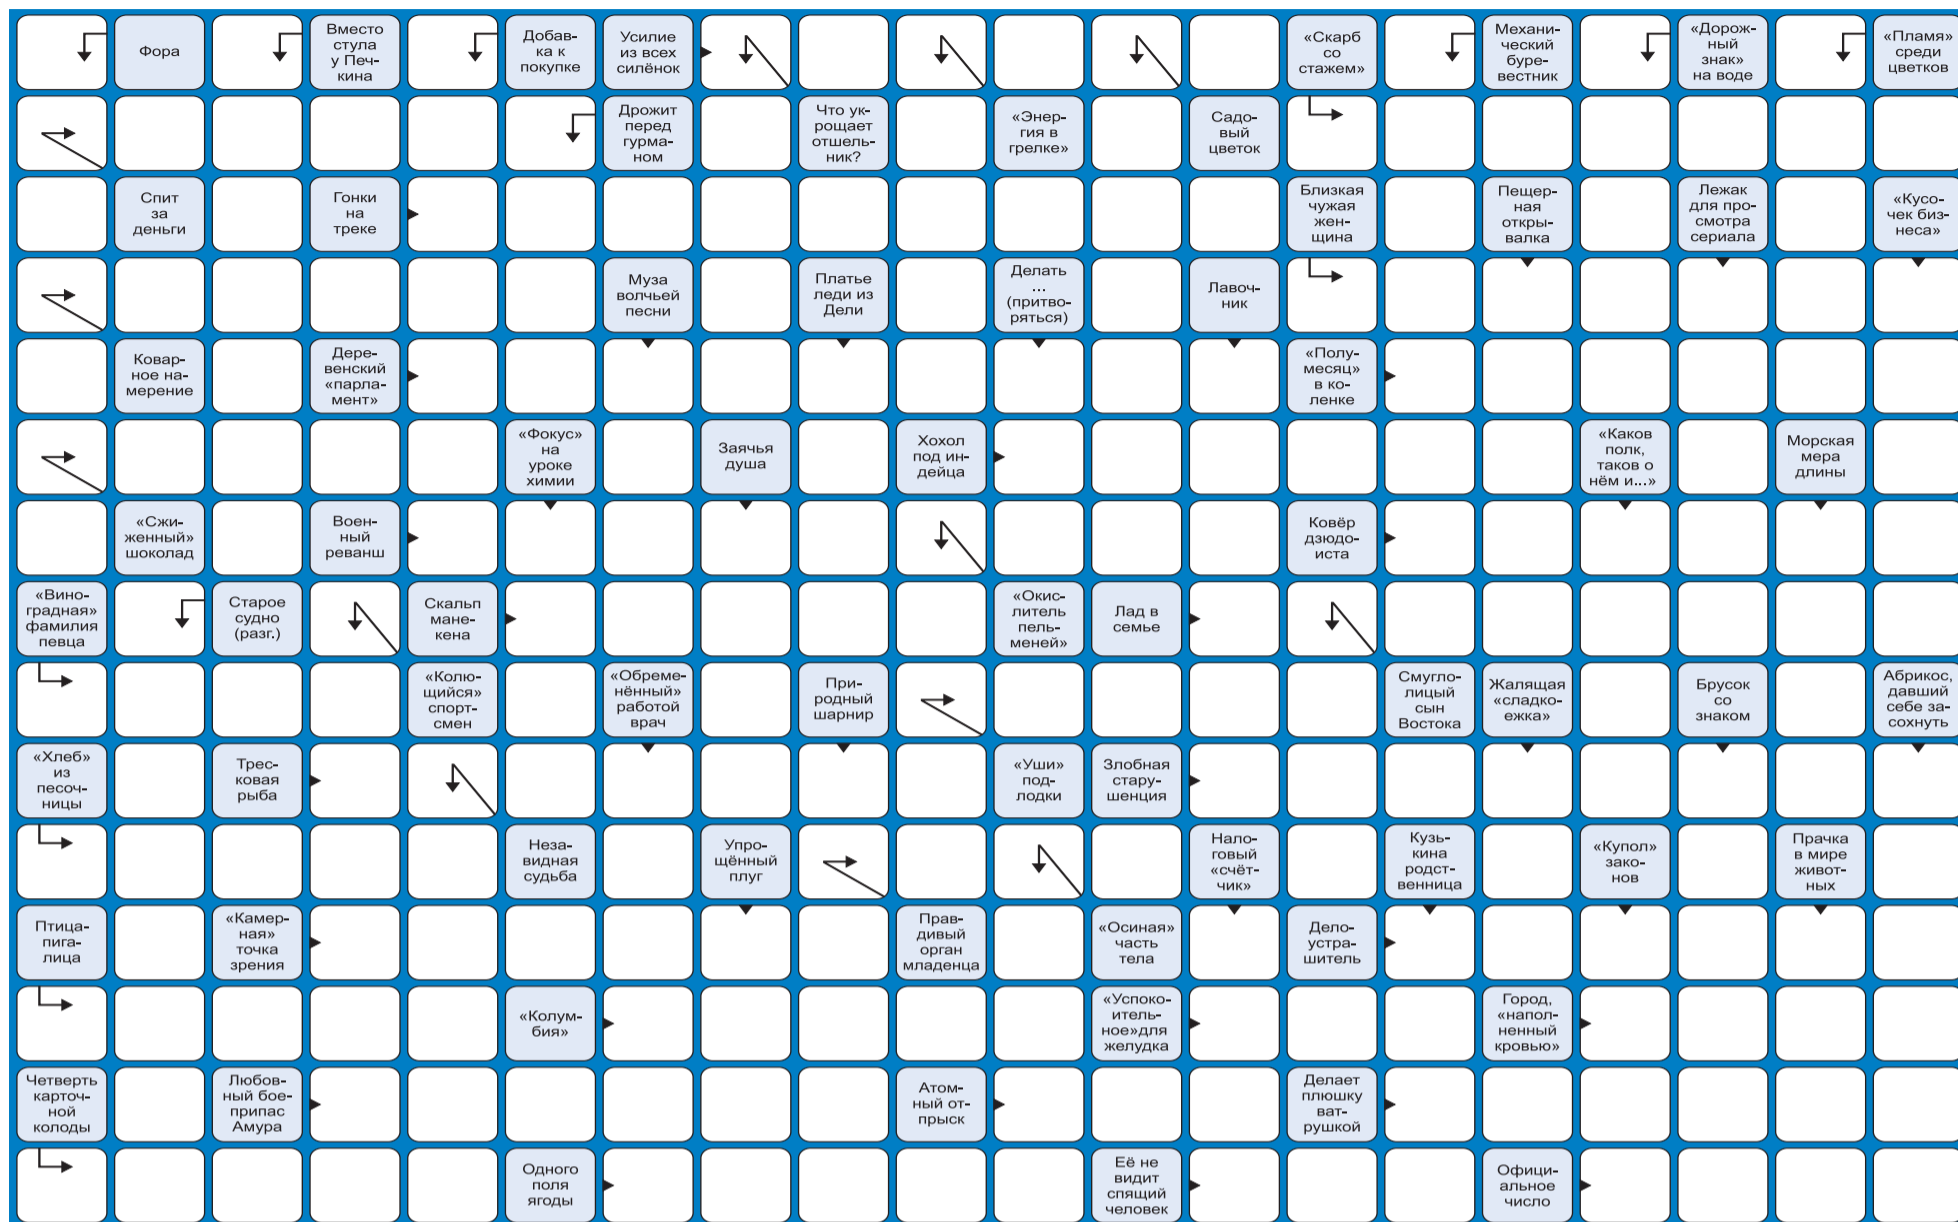 Фора
Вместо
стула
у Печ-
кина
Добав-
ка к
покупке
Усилие
из всех
силёнок
«Скарб
со
стажем»
Механи-
ческий
буре-
вестник
«Дорож-
ный
знак»
на воде
«Пламя»
среди
цветков
Дрожит
перед
гурма-
ном
Что ук-
рощает
отшель-
ник?
«Энер-
гия в
грелке»
Садо-
вый
цветок
Спит
за
деньги
Гонки
на
треке
Близкая
чужая
жен-
щина
Пещер-
ная
откры-
валка
Лежак
для про-
смотра
сериала
«Кусо-
чек биз-
неса»
Муза
волчьей
песни
Платье
леди из
Дели
Делать
...
(притво-
ряться)
Лавоч-
ник
Ковар-
ное на-
мерение
Дере-
венский
«парла-
мент»
«Полу-
месяц»
в ко-
ленке
«Фокус»
на
уроке
химии
Заячья
душа
Хохол
под ин-
дейца
«Каков
полк,
таков о
нём и...»
Морская
мера
длины
«Сжи-
женный»
шоколад
Воен-
ный
реванш
Ковёр
дзюдо-
иста
«Вино-
градная»
фамилия
певца
Старое
судно
(разг.)
Скальп
мане-
кена
«Окис-
литель
пель-
меней»
Лад в
семье
«Колю-
щийся»
спорт-
смен
«Обреме-
нённый»
работой
врач
При-
родный
шарнир
Смугло-
лицый
сын
Востока
Жалящая
«сладко-
ежка»
Брусок
со
знаком
Абрикос,
давший
себе за-
сохнуть
«Хлеб»
из
песоч-
ницы
Трес-
ковая
рыба
«Уши»
под-
лодки
Злобная
стару-
шенция
Неза-
видная
судьба
Упро-
щённый
плуг
Нало-
говый
«счёт-
чик»
Кузь-
кина
родст-
венница
«Купол»
зако-
нов
Прачка
в мире
живот-
ных
Птица-
пига-
лица
«Камер-
ная»
точка
зрения
Прав-
дивый
орган
младенца
«Осиная»
часть
тела
Дело-
устра-
шитель
«Колум-
бия»
«Успоко-
итель-
ное»для
желудка
Город,
«напол-
ненный
кровью»
Четверть
карточ-
ной
колоды
Любов-
ный бое-
припас
Амура
Атом-
ный от-
прыск
Делает
плюшку
ват-
рушкой
Одного
поля
ягоды
Её не
видит
спящий
человек
Офици-
альное
число